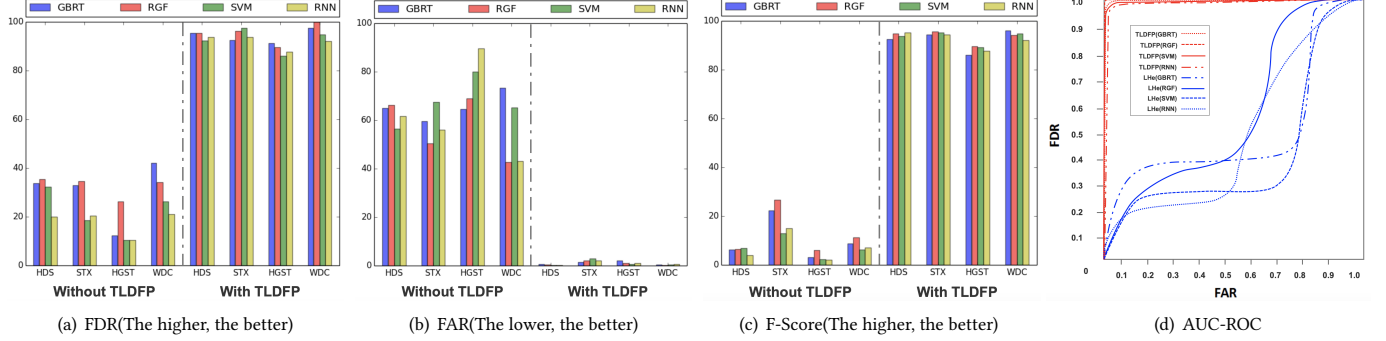 GBRT RGF SVM RNN
100
80
60
40
20
0
HDS STX HGST WDC HDS STX HGST WDC
Without TLDFP With TLDFP
(a) FDR(The higher, the better)
GBRT RGF SVM RNN
100
80
60
40
20
0
HDS STX HGST WDC HDS STX HGST WDC
Without TLDFP With TLDFP
(b) FAR(The lower, the better)
GBRT RGF SVM RNN
100
80
60
40
20
0
HDS STX HGST WDC HDS STX HGST WDC
Without TLDFP With TLDFP
(c) F-Score(The higher, the better)
1.0
0.9
0.8
0.7
0.6
0.5
0.4
0.3
0.2
0.1
FDR
TLDFP(GBRT)
TLDFP(RGF)
TLDFP(SVM)
TLDFP(RNN)
LHe(GBRT)
LHe(RGF)
LHe(SVM)
LHe(RNN)
0 0.1 0.2 0.3 0.4 0.5 0.6 0.7 0.8 0.9 1.0
FAR
(d) AUC-ROC